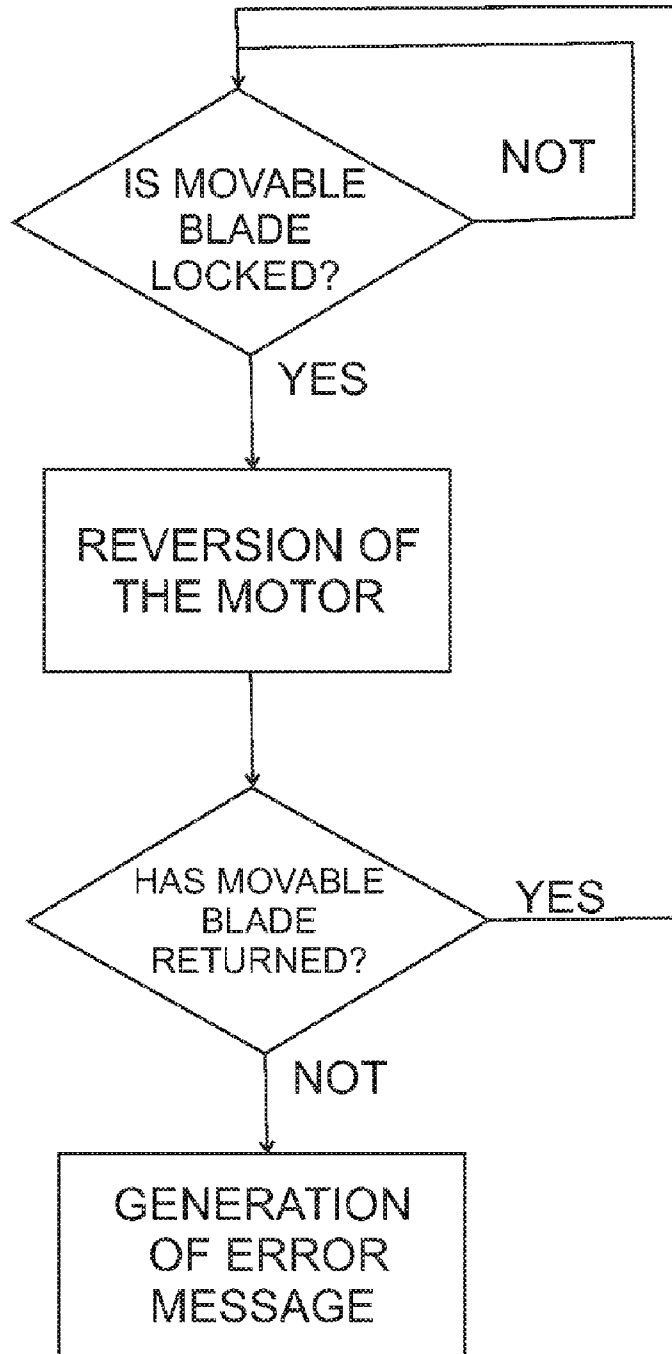 IS MOVABLE
BLADE
LOCKED?
NOT
YES
REVERSION OF
THE MOTOR
HAS MOVABLE
BLADE
RETURNED?
YES
NOT
GENERATION
OF ERROR
MESSAGE